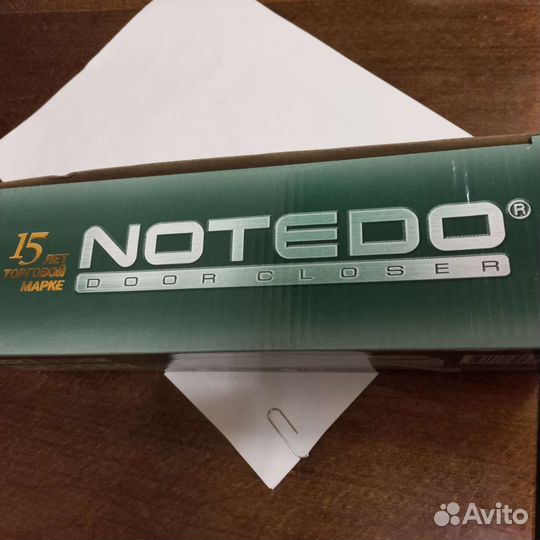 15 ЛЕТ
ТОРГОВОЙ
МАРКЕ
NOTEDO®
DOOR CLOSER
Avito